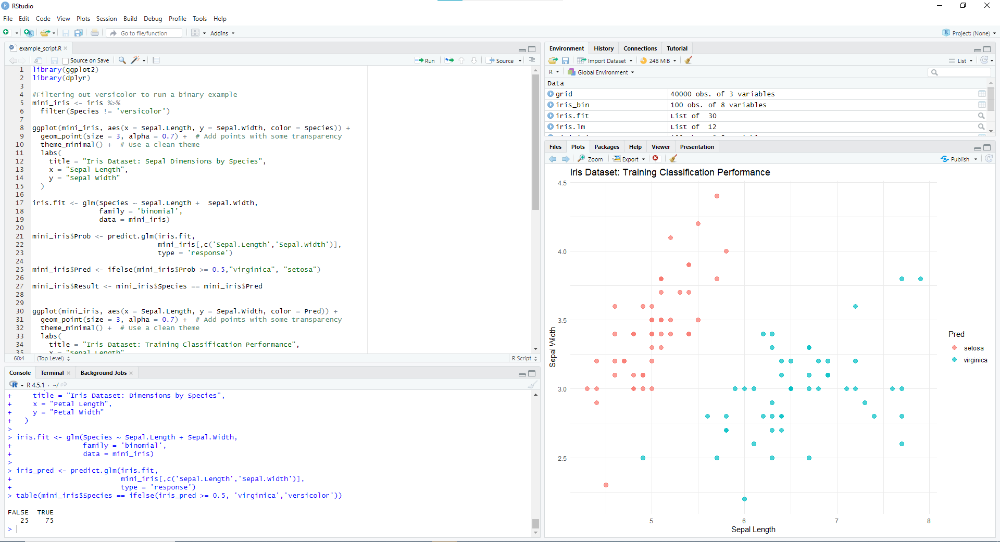 RStudio
File Edit Code View Plots Session Build Debug Profile Tools Help
Go to file/function Addins Project: (None)
example_script.R
Source on Save Run Source
1 library(ggplot2)
2 library(dplyr)
3
4 #Filtering out versicolor to run a binary example
5 mini_iris <- iris %>%
6 filter(Species != 'versicolor')
7
8 ggplot(mini_iris, aes(x = Sepal.Length, y = Sepal.Width, color = Species)) +
9 geom_point(size = 3, alpha = 0.7) + # Add points with some transparency
10 theme_minimal() + # Use a clean theme
11 labs(
12 title = "Iris Dataset: Sepal Dimensions by Species",
13 x = "Sepal Length",
14 y = "Sepal Width"
15 )
16
17 iris.fit <- glm(Species ~ Sepal.Length + Sepal.Width,
18 family = 'binomial',
19 data = mini_iris)
20
21 mini_iris$Prob <- predict.glm(iris.fit,
22 mini_iris[,c('Sepal.Length','Sepal.Width')],
23 type = 'response')
24
25 mini_iris$Pred <- ifelse(mini_iris$Prob >= 0.5,"virginica", "setosa")
26
27 mini_iris$Result <- mini_iris$Species == mini_iris$Pred
28
29
30 ggplot(mini_iris, aes(x = Sepal.Length, y = Sepal.Width, color = Pred)) +
31 geom_point(size = 3, alpha = 0.7) + # Add points with some transparency
32 theme_minimal() + # Use a clean theme
33 labs(
34 title = "Iris Dataset: Training Classification Performance",
35 x = "Sepal Length"
60:4 (Top Level) R Script
Console Terminal Background Jobs
R 4.5.1 · ~/
+ title = "Iris Dataset: Dimensions by Species",
+ x = "Petal Length",
+ y = "Petal Width"
+ )
>
> iris.fit <- glm(Species ~ Sepal.Length + Sepal.Width,
+ family = 'binomial',
+ data = mini_iris)
>
> iris_pred <- predict.glm(iris.fit,
+ mini_iris[,c('Sepal.Length','Sepal.Width')],
+ type = 'response')
> table(mini_iris$Species == ifelse(iris_pred >= 0.5, 'virginica','versicolor'))
FALSE TRUE
25 75
>
Environment History Connections Tutorial
Import Dataset 248 MiB List
R Global Environment
Data
grid 40000 obs. of 3 variables
iris_bin 100 obs. of 8 variables
iris.fit List of 30
iris.lm List of 12
Files Plots Packages Help Viewer Presentation
Zoom Export Publish
Iris Dataset: Training Classification Performance
4.5
4.0
3.5
3.0
2.5
Sepal Width
5 6 7 8
Sepal Length
Pred
setosa
virginica